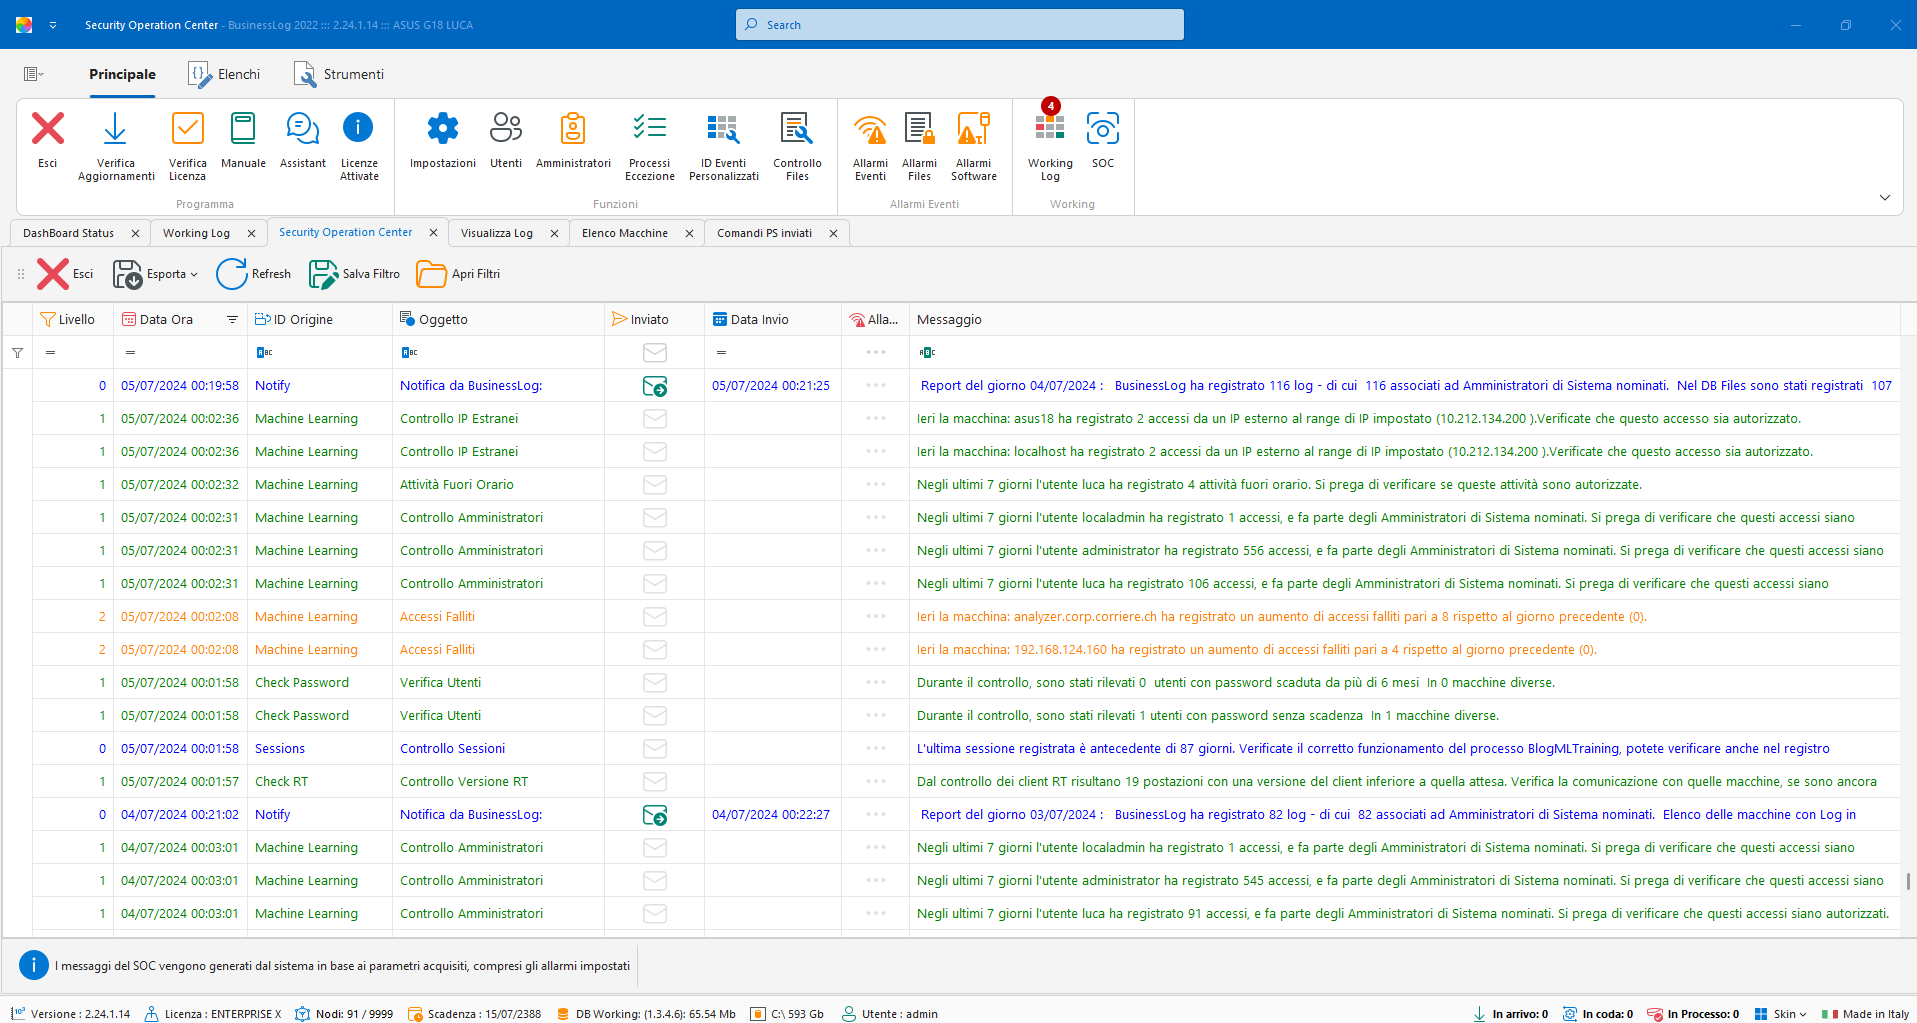 Security Operation Center - BusinessLog 2022 ::: 2.24.1.14 ::: ASUS G18 LUCA
Search
Principale Elenchi Strumenti
4
Esci Verifica Aggiornamenti Verifica Licenza Manuale Assistant Licenze Attivate Impostazioni Utenti Amministratori Processi Eccezione ID Eventi Personalizzati Controllo Files Allarmi Eventi Allarmi Files Allarmi Software Working Log SOC
Programma Funzioni Allarmi Eventi Working
DashBoard Status Working Log Security Operation Center Visualizza Log Elenco Macchine Comandi PS inviati
Esci Esporta Refresh Salva Filtro Apri Filtri
Livello Data Ora ID Origine Oggetto Inviato Data Invio Alla... Messaggio
= = ABC ABC = ABC
0 05/07/2024 00:19:58 Notify Notifica da BusinessLog: 05/07/2024 00:21:25 Report del giorno 04/07/2024 : BusinessLog ha registrato 116 log - di cui 116 associati ad Amministratori di Sistema nominati. Nel DB Files sono stati registrati 107
1 05/07/2024 00:02:36 Machine Learning Controllo IP Estranei Ieri la macchina: asus18 ha registrato 2 accessi da un IP esterno al range di IP impostato (10.212.134.200 ).Verificate che questo accesso sia autorizzato.
1 05/07/2024 00:02:36 Machine Learning Controllo IP Estranei Ieri la macchina: localhost ha registrato 2 accessi da un IP esterno al range di IP impostato (10.212.134.200 ).Verificate che questo accesso sia autorizzato.
1 05/07/2024 00:02:32 Machine Learning Attività Fuori Orario Negli ultimi 7 giorni l'utente luca ha registrato 4 attività fuori orario. Si prega di verificare se queste attività sono autorizzate.
1 05/07/2024 00:02:31 Machine Learning Controllo Amministratori Negli ultimi 7 giorni l'utente localadmin ha registrato 1 accessi, e fa parte degli Amministratori di Sistema nominati. Si prega di verificare che questi accessi siano
1 05/07/2024 00:02:31 Machine Learning Controllo Amministratori Negli ultimi 7 giorni l'utente administrator ha registrato 556 accessi, e fa parte degli Amministratori di Sistema nominati. Si prega di verificare che questi accessi siano
1 05/07/2024 00:02:31 Machine Learning Controllo Amministratori Negli ultimi 7 giorni l'utente luca ha registrato 106 accessi, e fa parte degli Amministratori di Sistema nominati. Si prega di verificare che questi accessi siano
2 05/07/2024 00:02:08 Machine Learning Accessi Falliti Ieri la macchina: analyzer.corp.corriere.ch ha registrato un aumento di accessi falliti pari a 8 rispetto al giorno precedente (0).
2 05/07/2024 00:02:08 Machine Learning Accessi Falliti Ieri la macchina: 192.168.124.160 ha registrato un aumento di accessi falliti pari a 4 rispetto al giorno precedente (0).
1 05/07/2024 00:01:58 Check Password Verifica Utenti Durante il controllo, sono stati rilevati 0 utenti con password scaduta da più di 6 mesi In 0 macchine diverse.
1 05/07/2024 00:01:58 Check Password Verifica Utenti Durante il controllo, sono stati rilevati 1 utenti con password senza scadenza In 1 macchine diverse.
0 05/07/2024 00:01:58 Sessions Controllo Sessioni L'ultima sessione registrata è antecedente di 87 giorni. Verificate il corretto funzionamento del processo BlogMLTraining, potete verificare anche nel registro
1 05/07/2024 00:01:57 Check RT Controllo Versione RT Dal controllo dei client RT risultano 19 postazioni con una versione del client inferiore a quella attesa. Verifica la comunicazione con quelle macchine, se sono ancora
0 04/07/2024 00:21:02 Notify Notifica da BusinessLog: 04/07/2024 00:22:27 Report del giorno 03/07/2024 : BusinessLog ha registrato 82 log - di cui 82 associati ad Amministratori di Sistema nominati. Elenco delle macchine con Log in
1 04/07/2024 00:03:01 Machine Learning Controllo Amministratori Negli ultimi 7 giorni l'utente localadmin ha registrato 1 accessi, e fa parte degli Amministratori di Sistema nominati. Si prega di verificare che questi accessi siano
1 04/07/2024 00:03:01 Machine Learning Controllo Amministratori Negli ultimi 7 giorni l'utente administrator ha registrato 545 accessi, e fa parte degli Amministratori di Sistema nominati. Si prega di verificare che questi accessi siano
1 04/07/2024 00:03:01 Machine Learning Controllo Amministratori Negli ultimi 7 giorni l'utente luca ha registrato 91 accessi, e fa parte degli Amministratori di Sistema nominati. Si prega di verificare che questi accessi siano autorizzati.
I messaggi del SOC vengono generati dal sistema in base ai parametri acquisiti, compresi gli allarmi impostati
Versione : 2.24.1.14 Licenza : ENTERPRISE X Nodi: 91 / 9999 Scadenza : 15/07/2388 DB Working: (1.3.4.6): 65.54 Mb C:\ 593 Gb Utente : admin In arrivo: 0 In coda: 0 In Processo: 0 Skin Made in Italy